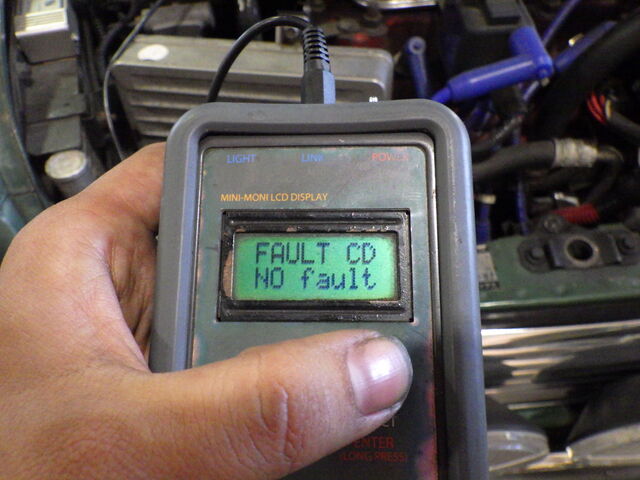 LIGHT LINK POWER
MINI-MONI LCD DISPLAY
FAULT CD
NO fault
ENTER
(LONG PRESS)